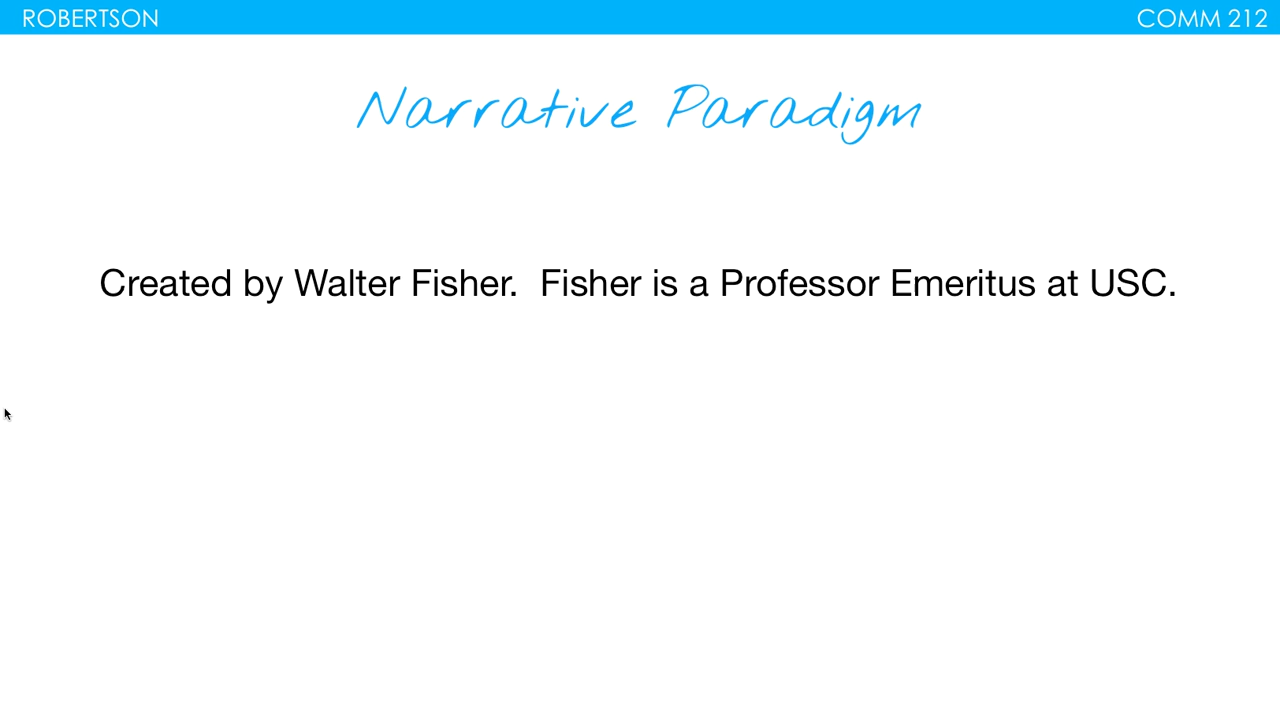 ROBERTSON
COMM 212
Narrative Paradigm
Created by Walter Fisher.  Fisher is a Professor Emeritus at USC.